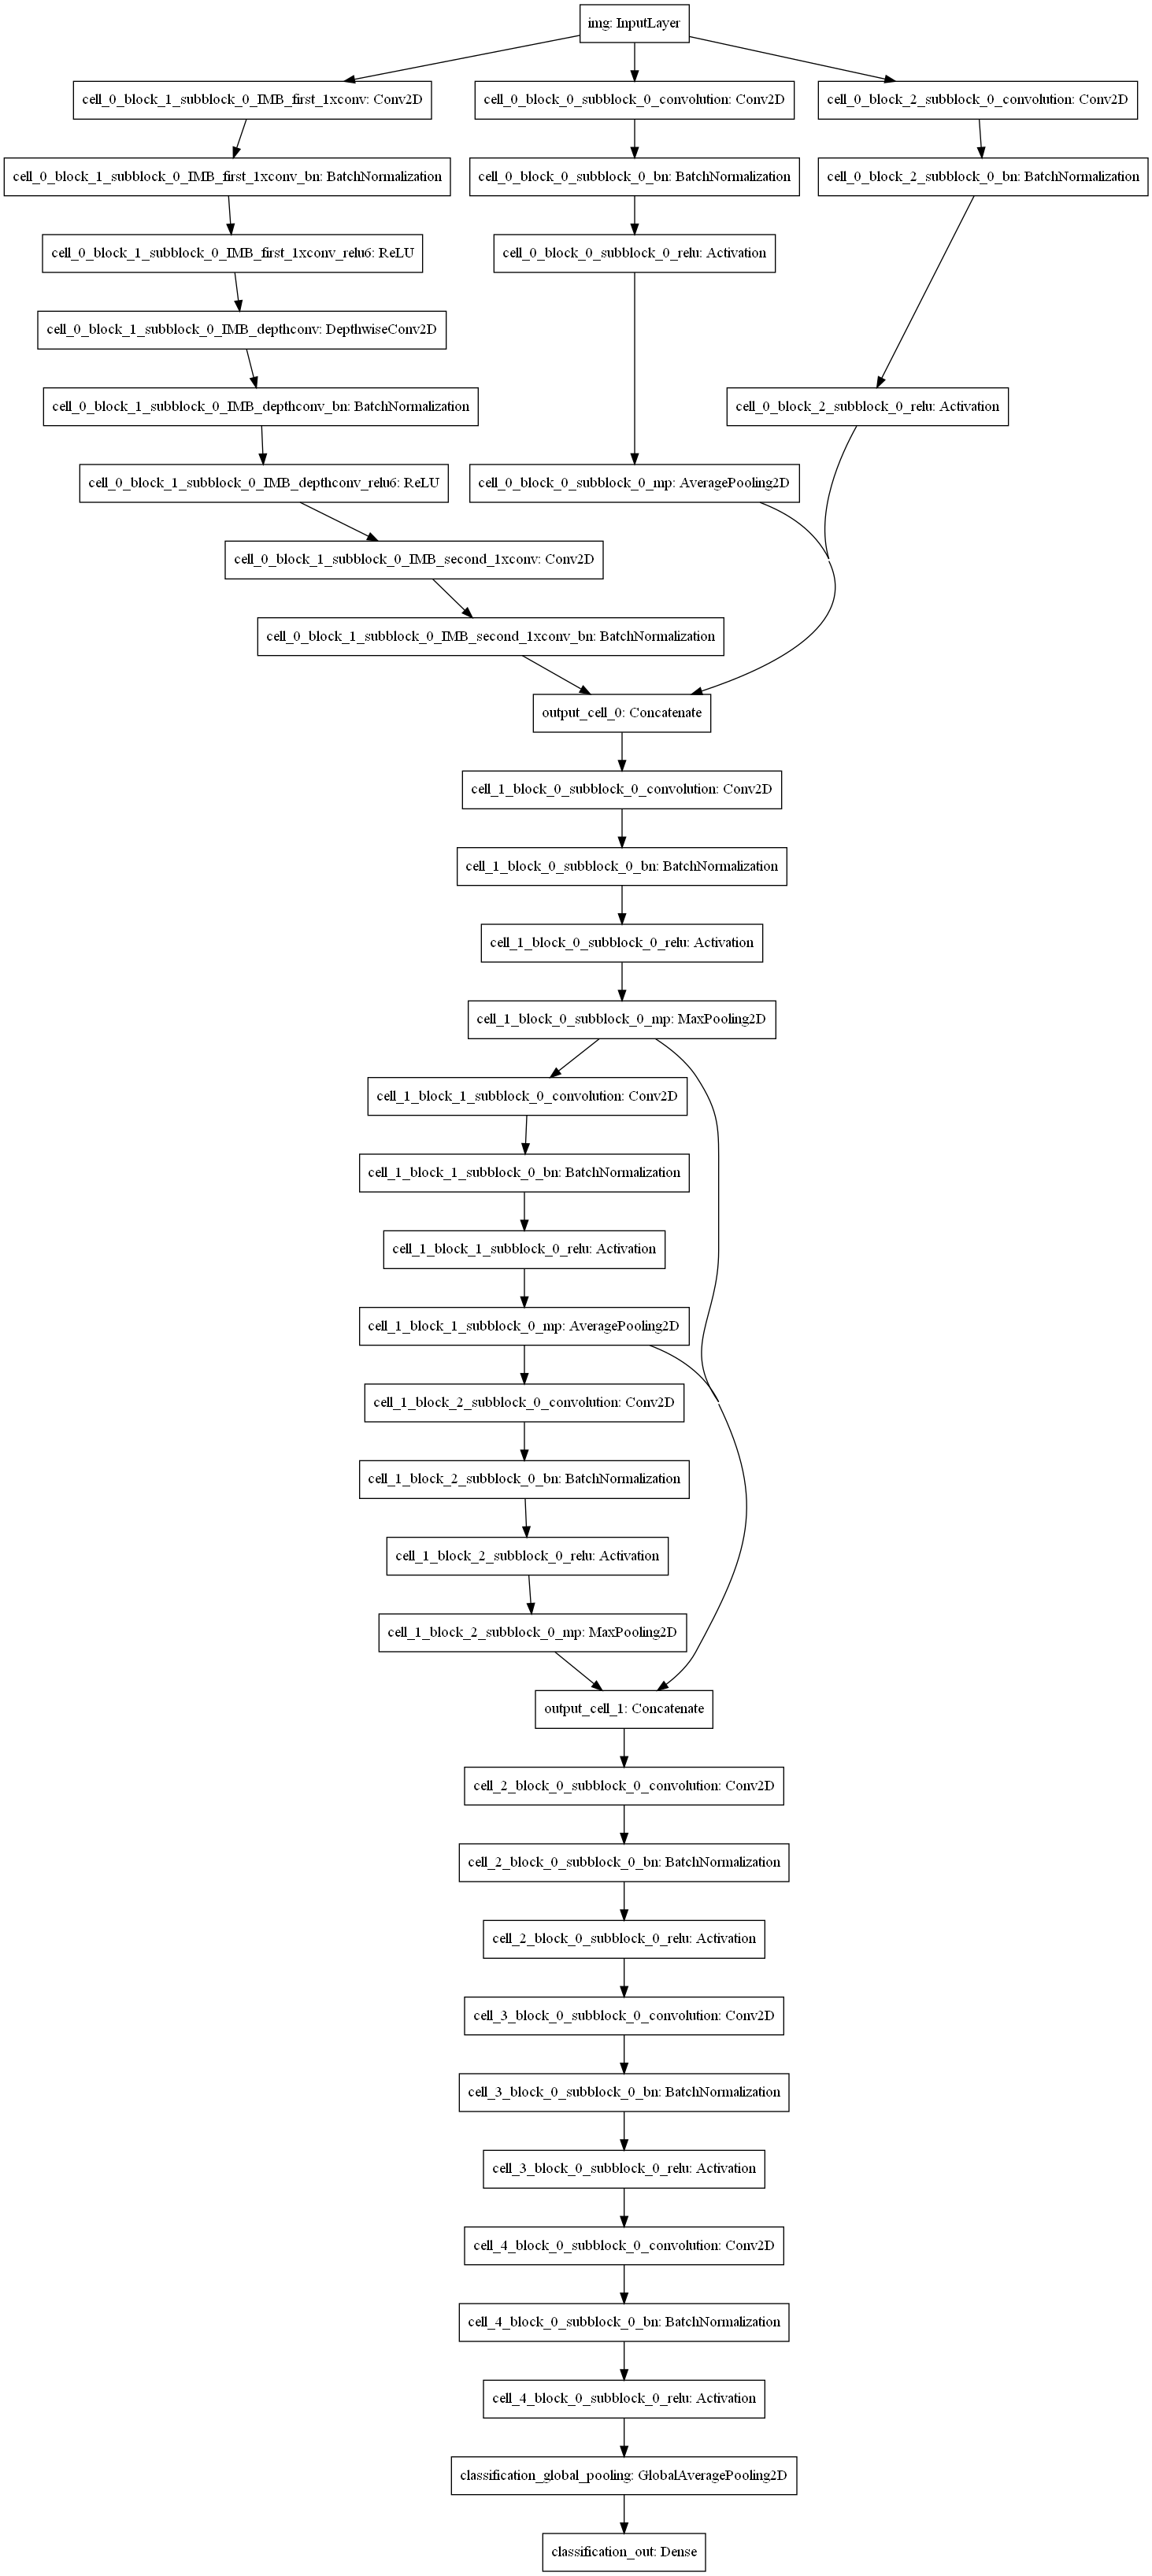 img: InputLayer
cell_0_block_1_subblock_0_IMB_first_1xconv: Conv2D
cell_0_block_0_subblock_0_convolution: Conv2D
cell_0_block_2_subblock_0_convolution: Conv2D
cell_0_block_1_subblock_0_IMB_first_1xconv_bn: BatchNormalization
cell_0_block_0_subblock_0_bn: BatchNormalization
cell_0_block_2_subblock_0_bn: BatchNormalization
cell_0_block_1_subblock_0_IMB_first_1xconv_relu6: ReLU
cell_0_block_0_subblock_0_relu: Activation
cell_0_block_1_subblock_0_IMB_depthconv: DepthwiseConv2D
cell_0_block_1_subblock_0_IMB_depthconv_bn: BatchNormalization
cell_0_block_2_subblock_0_relu: Activation
cell_0_block_1_subblock_0_IMB_depthconv_relu6: ReLU
cell_0_block_0_subblock_0_mp: AveragePooling2D
cell_0_block_1_subblock_0_IMB_second_1xconv: Conv2D
cell_0_block_1_subblock_0_IMB_second_1xconv_bn: BatchNormalization
output_cell_0: Concatenate
cell_1_block_0_subblock_0_convolution: Conv2D
cell_1_block_0_subblock_0_bn: BatchNormalization
cell_1_block_0_subblock_0_relu: Activation
cell_1_block_0_subblock_0_mp: MaxPooling2D
cell_1_block_1_subblock_0_convolution: Conv2D
cell_1_block_1_subblock_0_bn: BatchNormalization
cell_1_block_1_subblock_0_relu: Activation
cell_1_block_1_subblock_0_mp: AveragePooling2D
cell_1_block_2_subblock_0_convolution: Conv2D
cell_1_block_2_subblock_0_bn: BatchNormalization
cell_1_block_2_subblock_0_relu: Activation
cell_1_block_2_subblock_0_mp: MaxPooling2D
output_cell_1: Concatenate
cell_2_block_0_subblock_0_convolution: Conv2D
cell_2_block_0_subblock_0_bn: BatchNormalization
cell_2_block_0_subblock_0_relu: Activation
cell_3_block_0_subblock_0_convolution: Conv2D
cell_3_block_0_subblock_0_bn: BatchNormalization
cell_3_block_0_subblock_0_relu: Activation
cell_4_block_0_subblock_0_convolution: Conv2D
cell_4_block_0_subblock_0_bn: BatchNormalization
cell_4_block_0_subblock_0_relu: Activation
classification_global_pooling: GlobalAveragePooling2D
classification_out: Dense